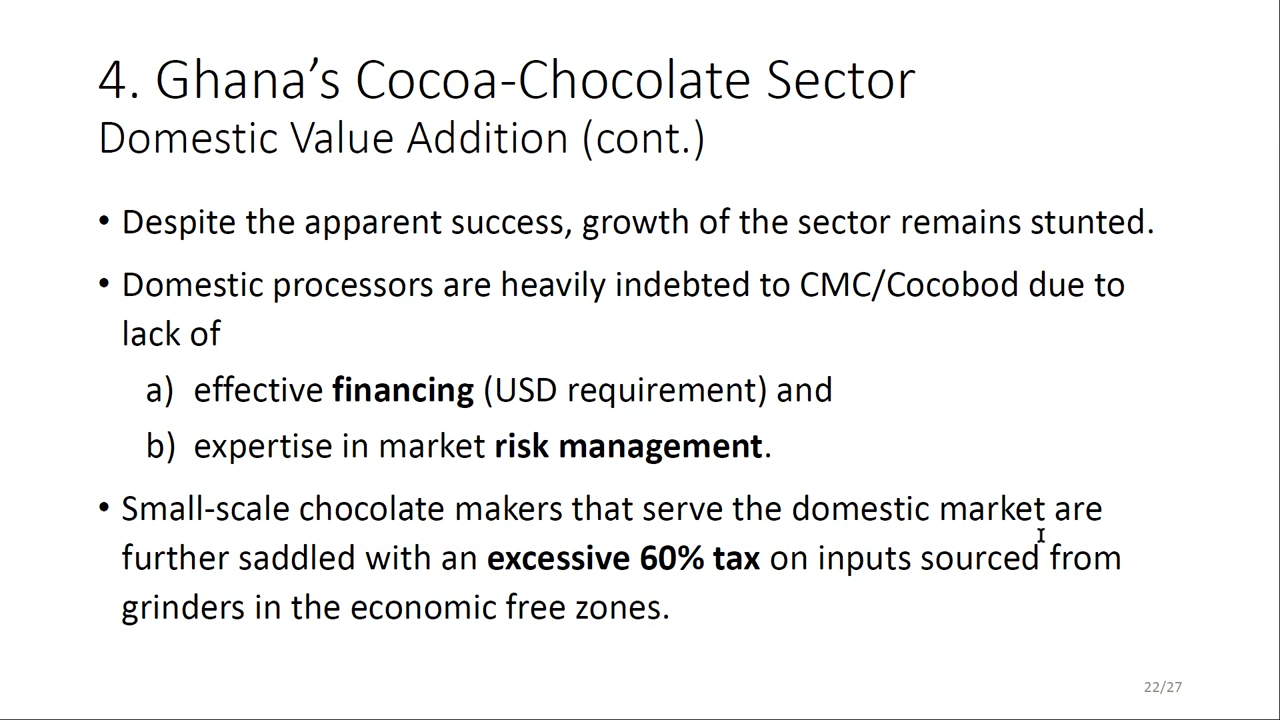 4. Ghana’s Cocoa-Chocolate Sector
Domestic Value Addition (cont.)
• Despite the apparent success, growth of the sector remains stunted.
• Domestic processors are heavily indebted to CMC/Cocobod due to
lack of
a) effective financing (USD requirement) and
b) expertise in market risk management.
• Small-scale chocolate makers that serve the domestic market are
further saddled with an excessive 60% tax on inputs sourced from
grinders in the economic free zones.
22/27